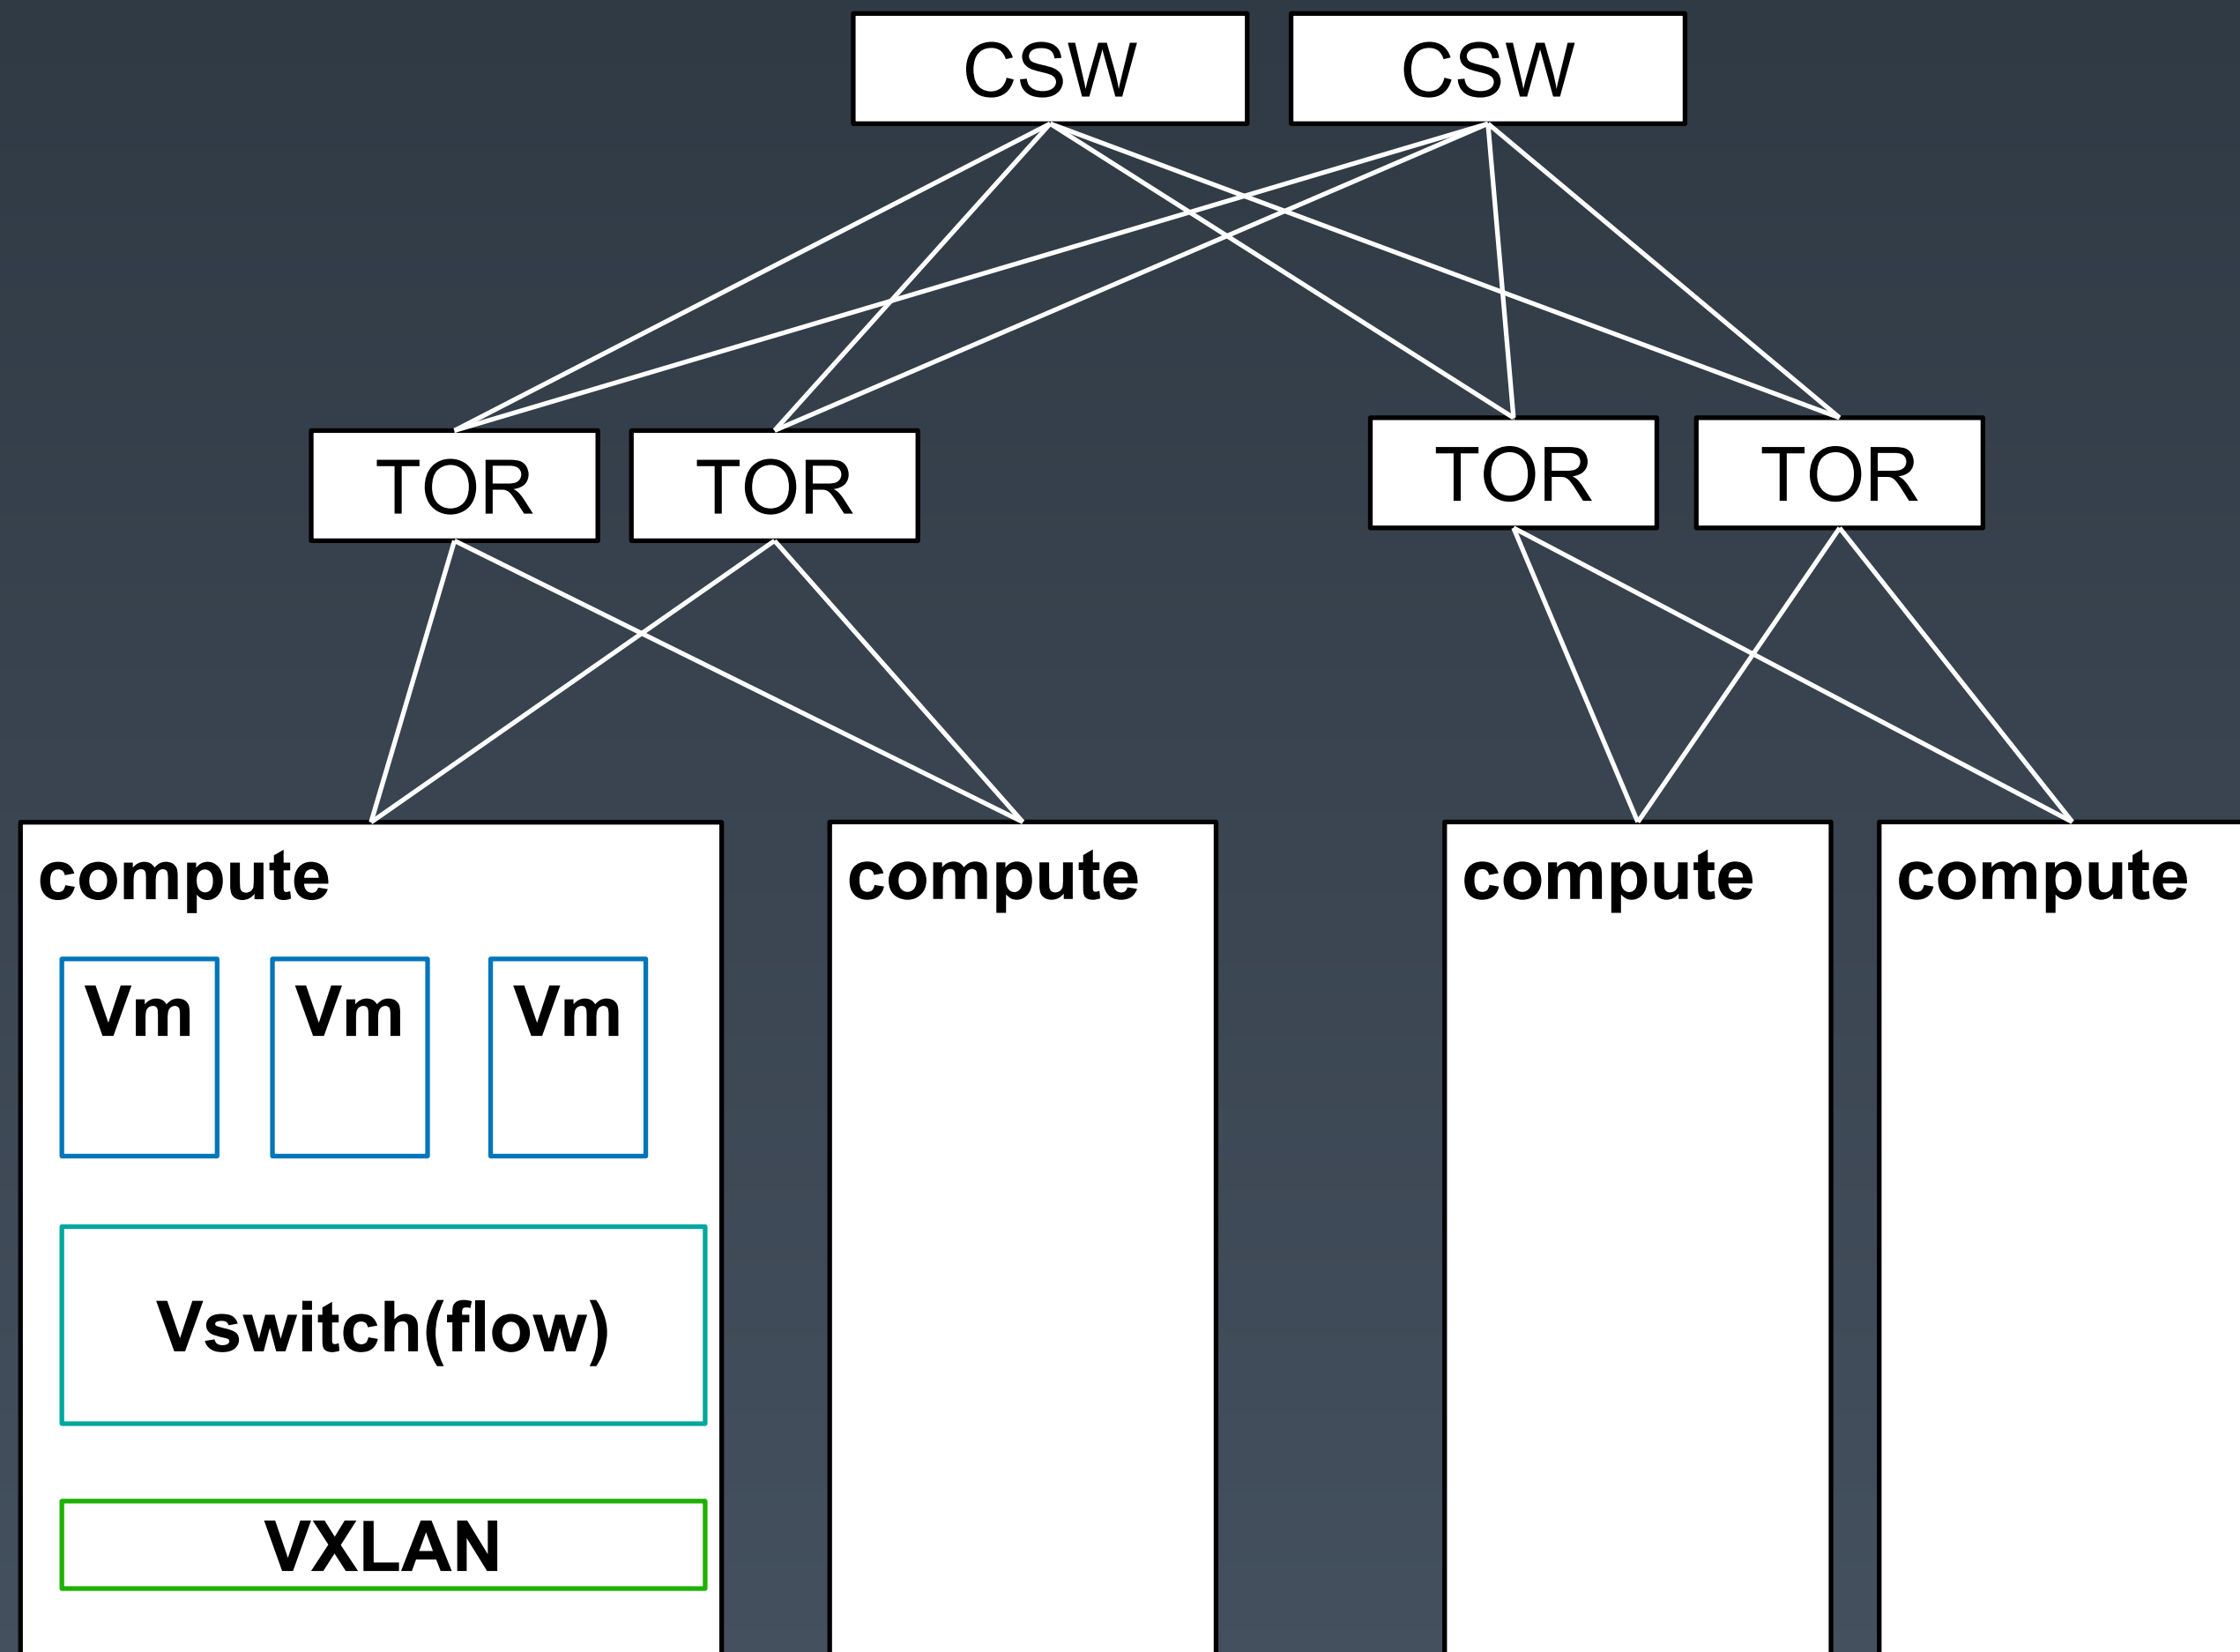 CSW
CSW
TOR
TOR
TOR
TOR
compute
compute
compute
compute
Vm
Vm
Vm
Vswitch(flow)
VXLAN